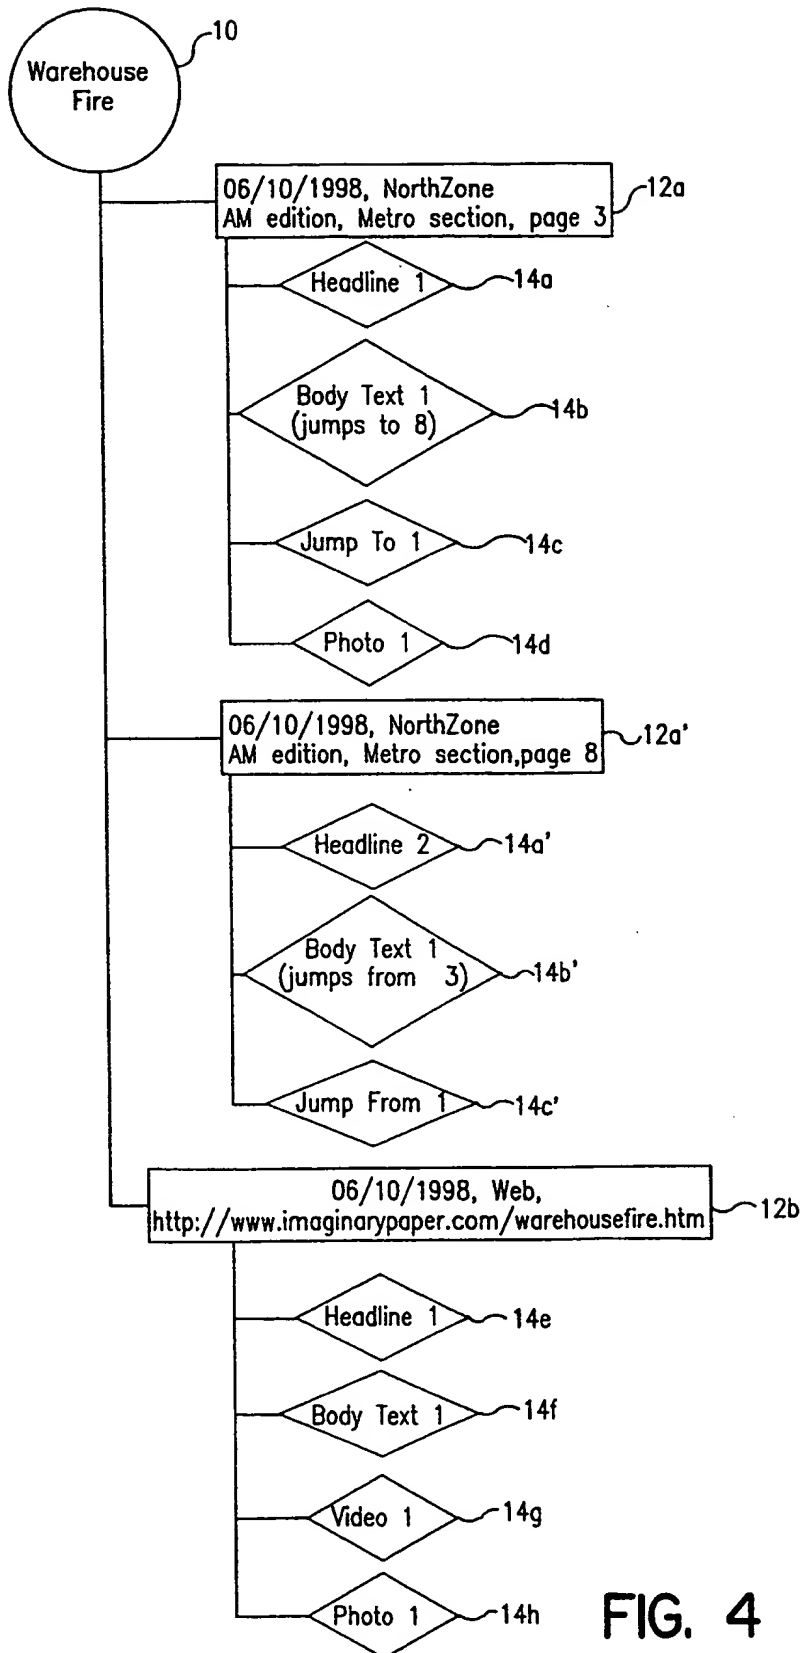 10
Warehouse
Fire
06/10/1998, NorthZone
AM edition, Metro section, page 3
12a
Headline 1
14a
Body Text 1
(jumps to 8)
14b
Jump To 1
14c
Photo 1
14d
06/10/1998, NorthZone
AM edition, Metro section,page 8
12a'
Headline 2
14a'
Body Text 1
(jumps from 3)
14b'
Jump From 1
14c'
06/10/1998, Web,
http://www.imaginarypaper.com/warehousefire.htm
12b
Headline 1
14e
Body Text 1
14f
Video 1
14g
Photo 1
14h
FIG. 4